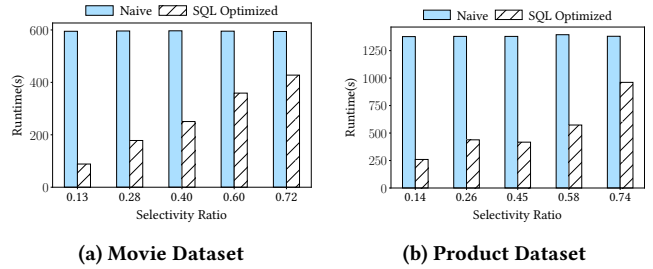 Naive SQL Optimized
600
400
200
0
Runtime(s)
0.13 0.28 0.40 0.60 0.72
Selectivity Ratio
(a) Movie Dataset
Naive SQL Optimized
1250
1000
750
500
250
0
Runtime(s)
0.14 0.26 0.45 0.58 0.74
Selectivity Ratio
(b) Product Dataset